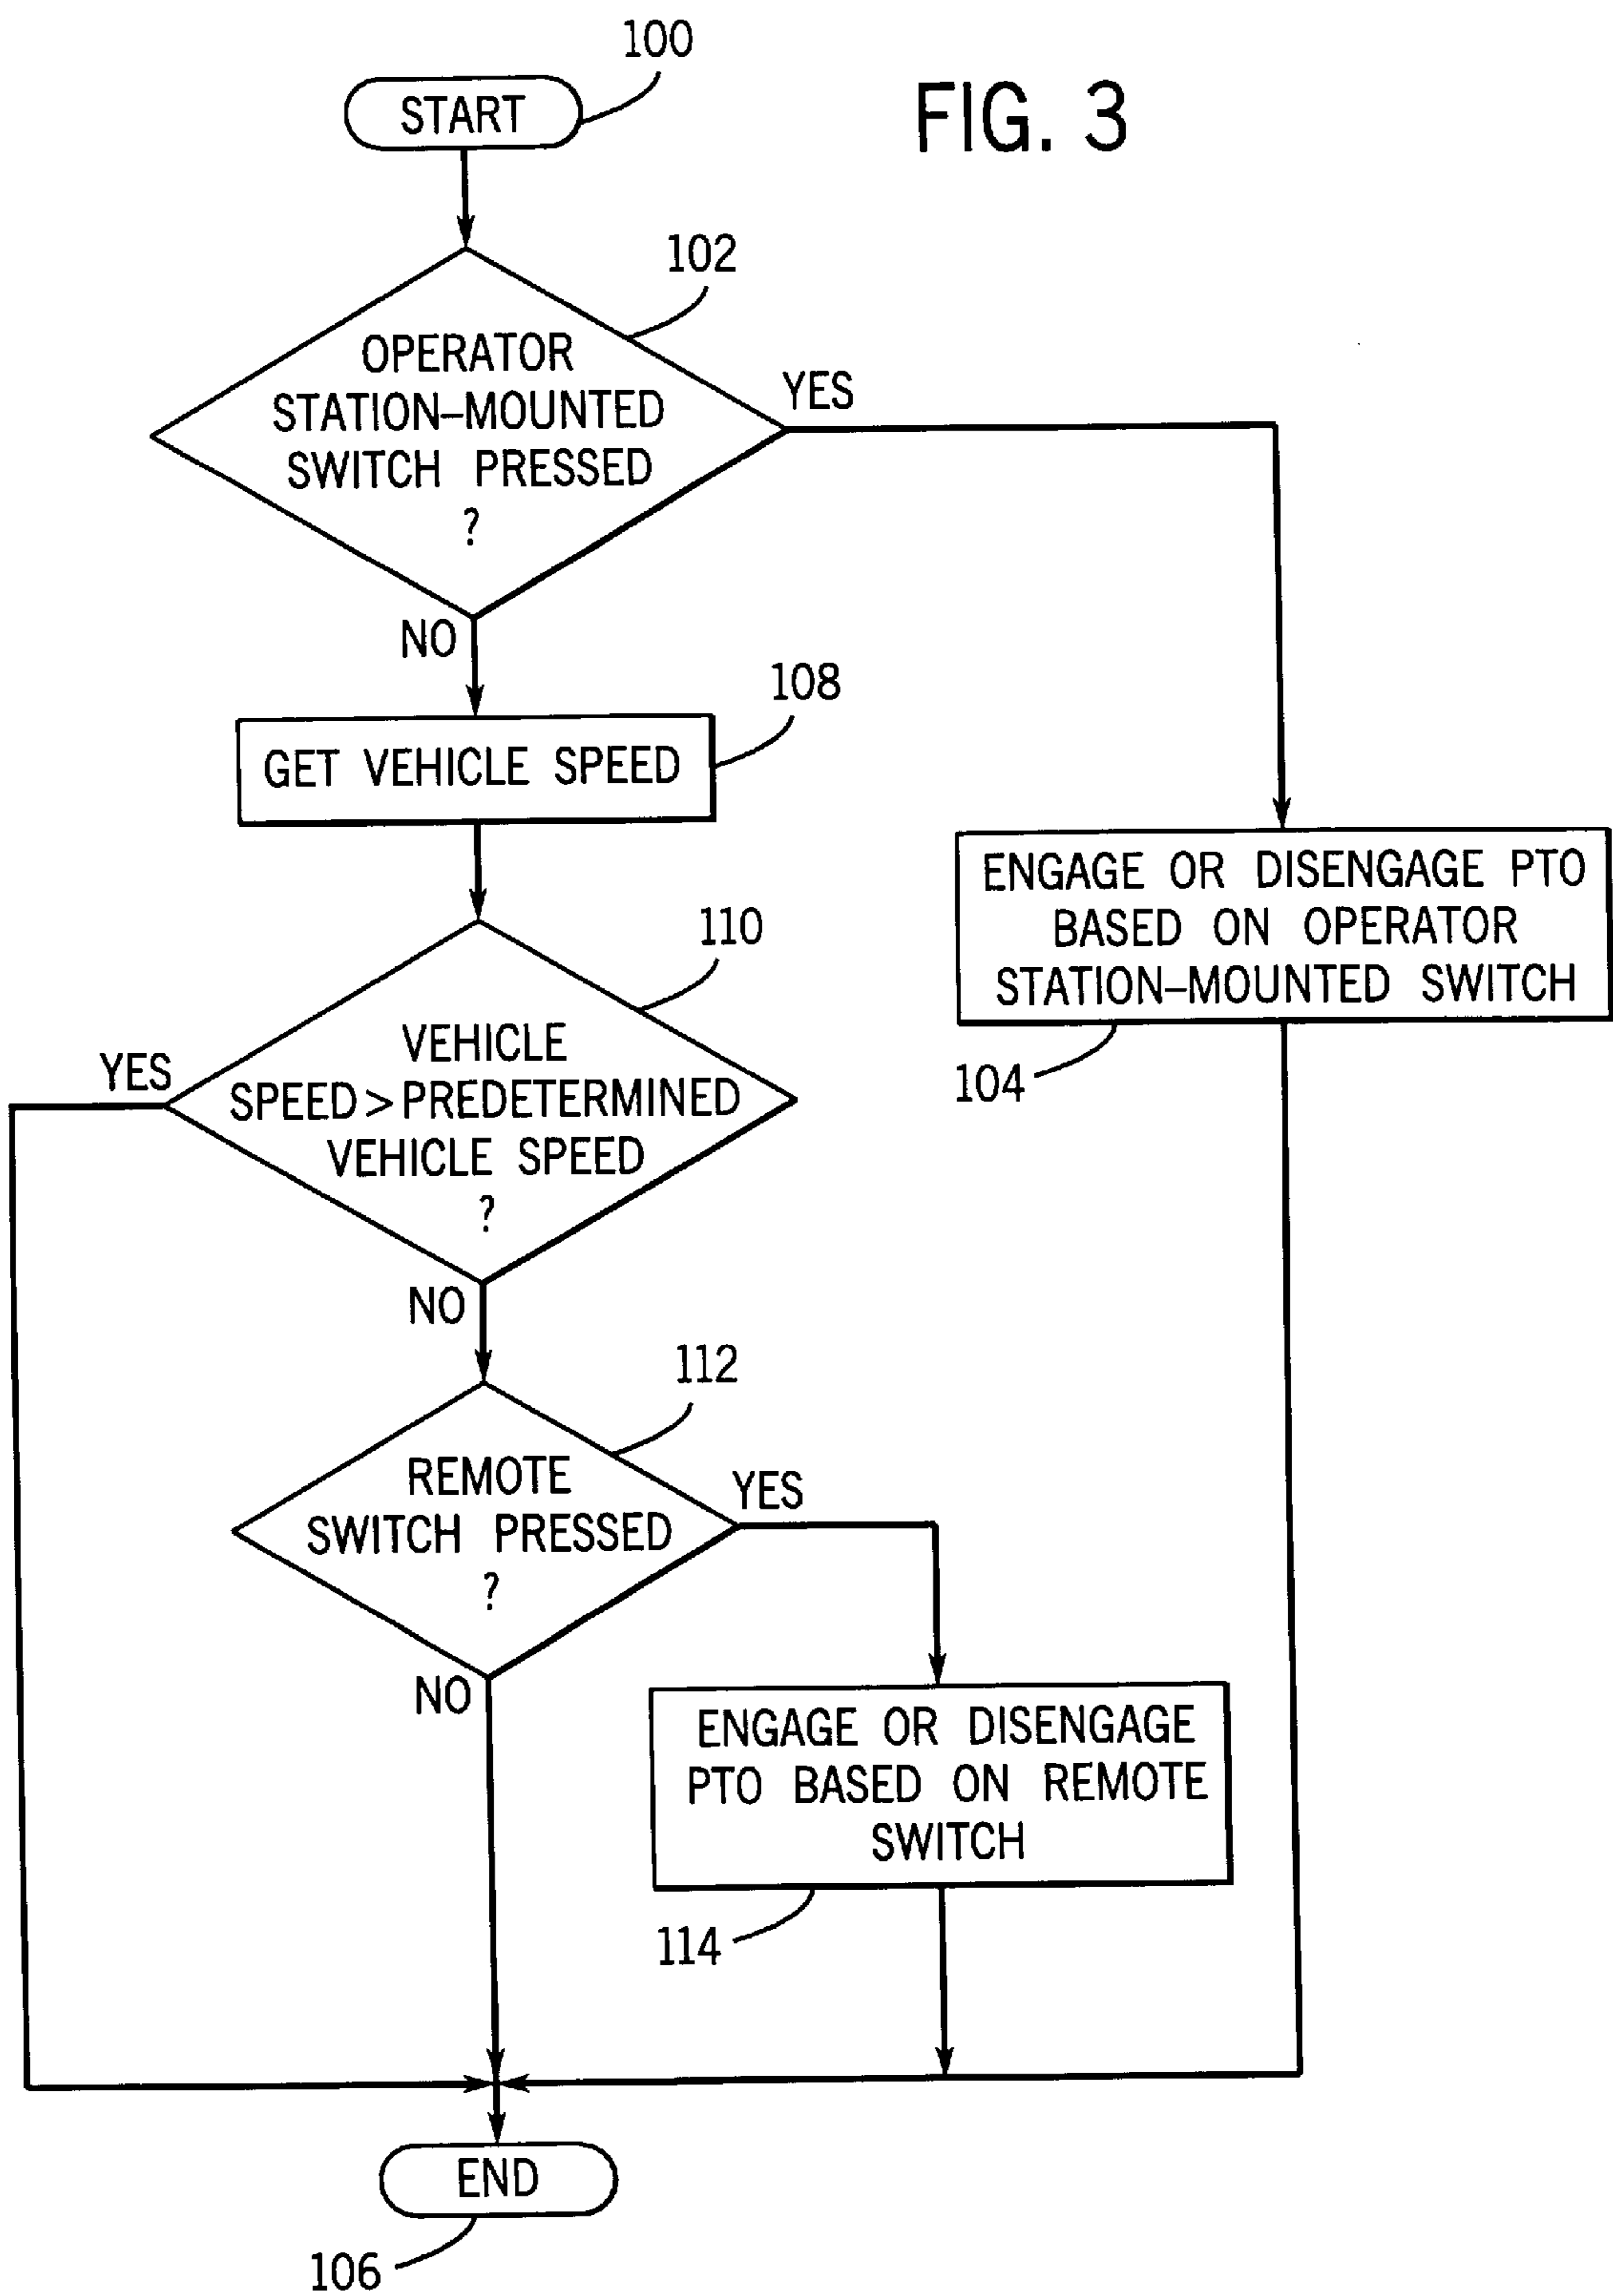 100
START
FIG. 3
102
OPERATOR
STATION–MOUNTED
SWITCH PRESSED
?
YES
NO
108
GET VEHICLE SPEED
ENGAGE OR DISENGAGE PTO
BASED ON OPERATOR
STATION–MOUNTED SWITCH
104
110
VEHICLE
SPEED > PREDETERMINED
VEHICLE SPEED
?
YES
NO
112
REMOTE
SWITCH PRESSED
?
YES
NO
ENGAGE OR DISENGAGE
PTO BASED ON REMOTE
SWITCH
114
END
106